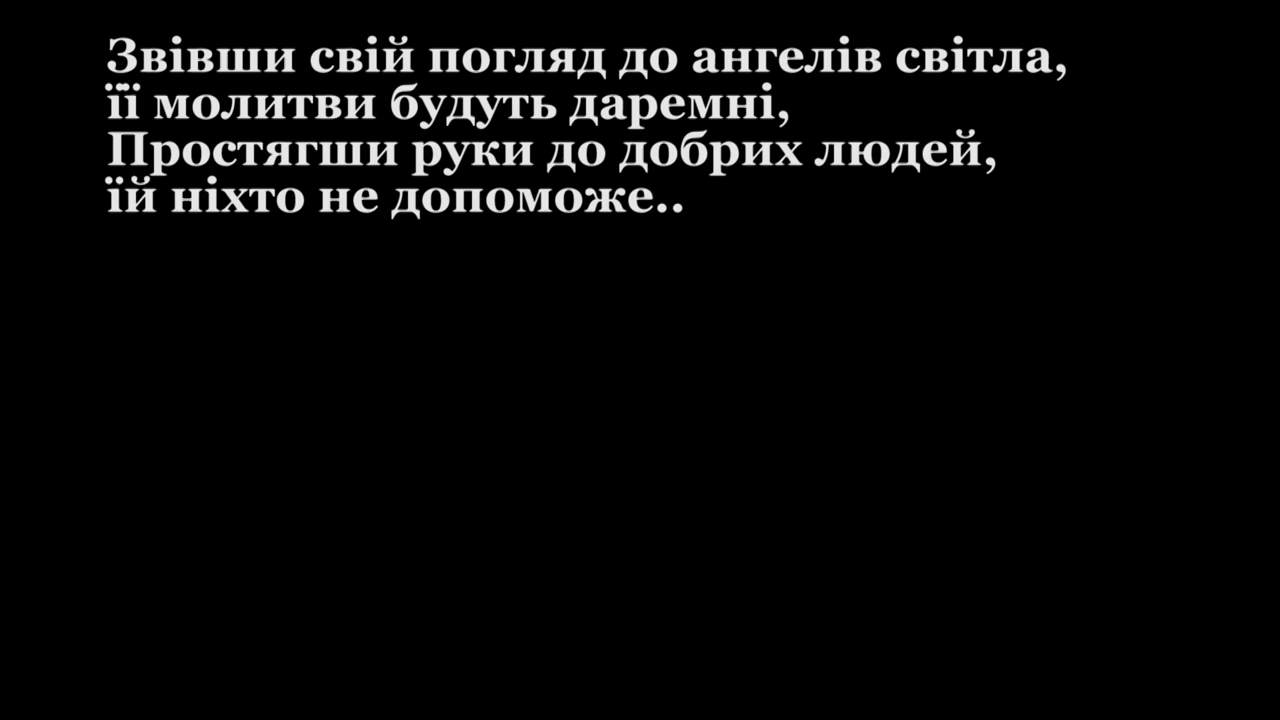 Звівши свій погляд до ангелів світла,
її молитви будуть даремні,
Простягши руки до добрих людей,
їй ніхто не допоможе..